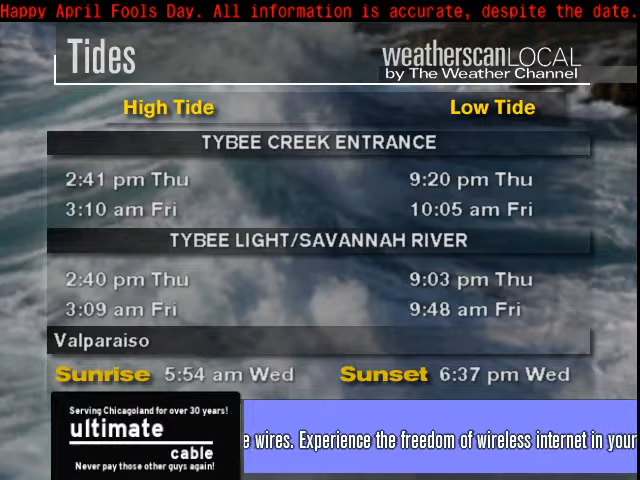 Happy April Fools Day. All information is accurate, despite the date.
Tides
weatherscanLOCAL
by The Weather Channel
High Tide Low Tide
TYBEE CREEK ENTRANCE
2:41 pm Thu 9:20 pm Thu
3:10 am Fri 10:05 am Fri
TYBEE LIGHT/SAVANNAH RIVER
2:40 pm Thu 9:03 pm Thu
3:09 am Fri 9:48 am Fri
Valparaiso
Sunrise 5:54 am Wed Sunset 6:37 pm Wed
Serving Chicagoland for over 30 years!
ultimate
cable
Never pay those other guys again!
e wires. Experience the freedom of wireless internet in your